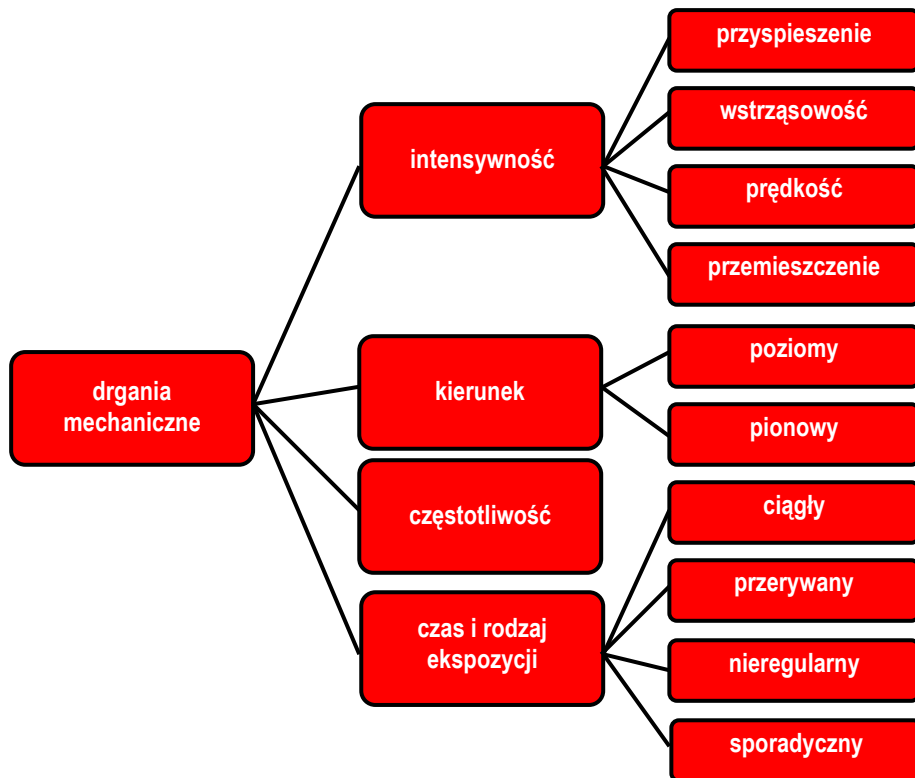 drgania
mechaniczne
intensywność
przyspieszenie
wstrząsowość
prędkość
przemieszczenie
kierunek
poziomy
pionowy
częstotliwość
czas i rodzaj
ekspozycji
ciągły
przerywany
nieregularny
sporadyczny